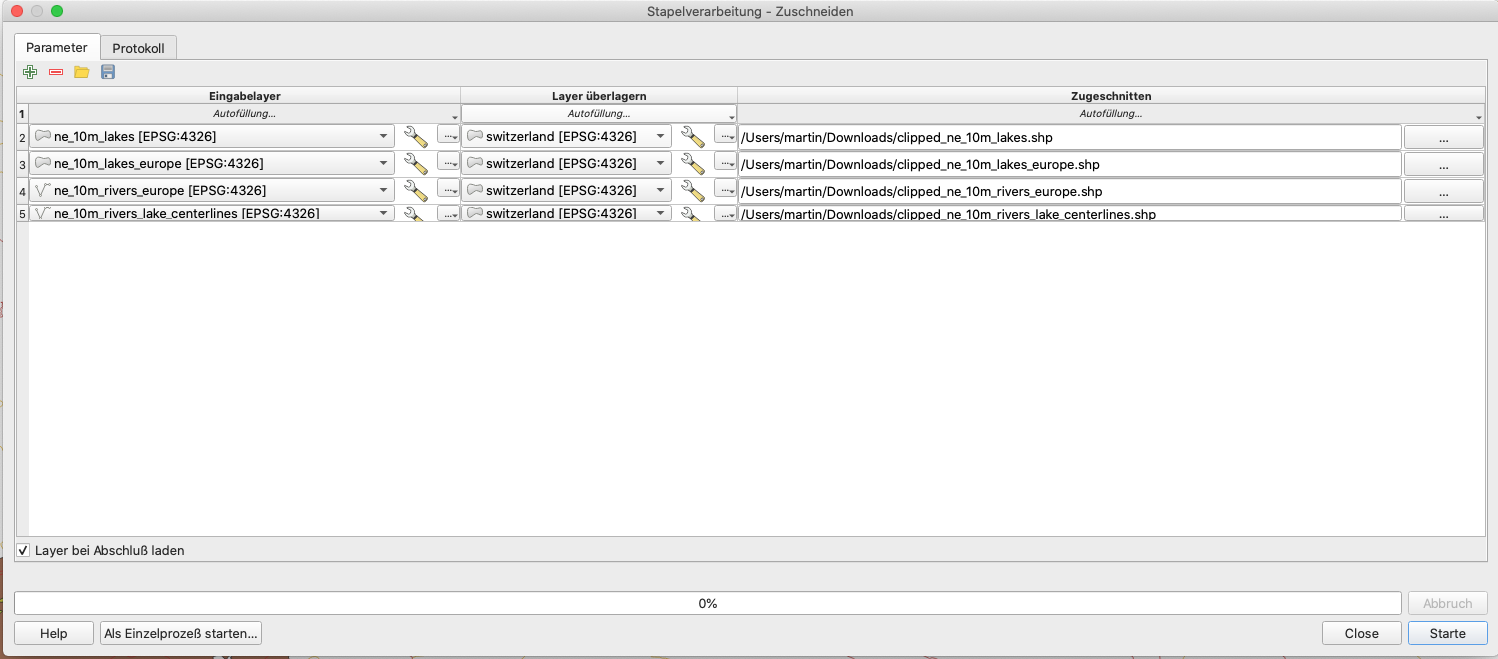 Stapelverarbeitung - Zuschneiden
Parameter Protokoll
Eingabelayer Layer überlagern Zugeschnitten
1 Autofüllung... Autofüllung... Autofüllung...
2 ne_10m_lakes [EPSG:4326] ... switzerland [EPSG:4326] ... /Users/martin/Downloads/clipped_ne_10m_lakes.shp ...
3 ne_10m_lakes_europe [EPSG:4326] ... switzerland [EPSG:4326] ... /Users/martin/Downloads/clipped_ne_10m_lakes_europe.shp ...
4 ne_10m_rivers_europe [EPSG:4326] ... switzerland [EPSG:4326] ... /Users/martin/Downloads/clipped_ne_10m_rivers_europe.shp ...
5 ne_10m_rivers_lake_centerlines [EPSG:4326] ... switzerland [EPSG:4326] ... /Users/martin/Downloads/clipped_ne_10m_rivers_lake_centerlines.shp ...
Layer bei Abschluß laden
0% Abbruch
Help Als Einzelprozeß starten... Close Starte